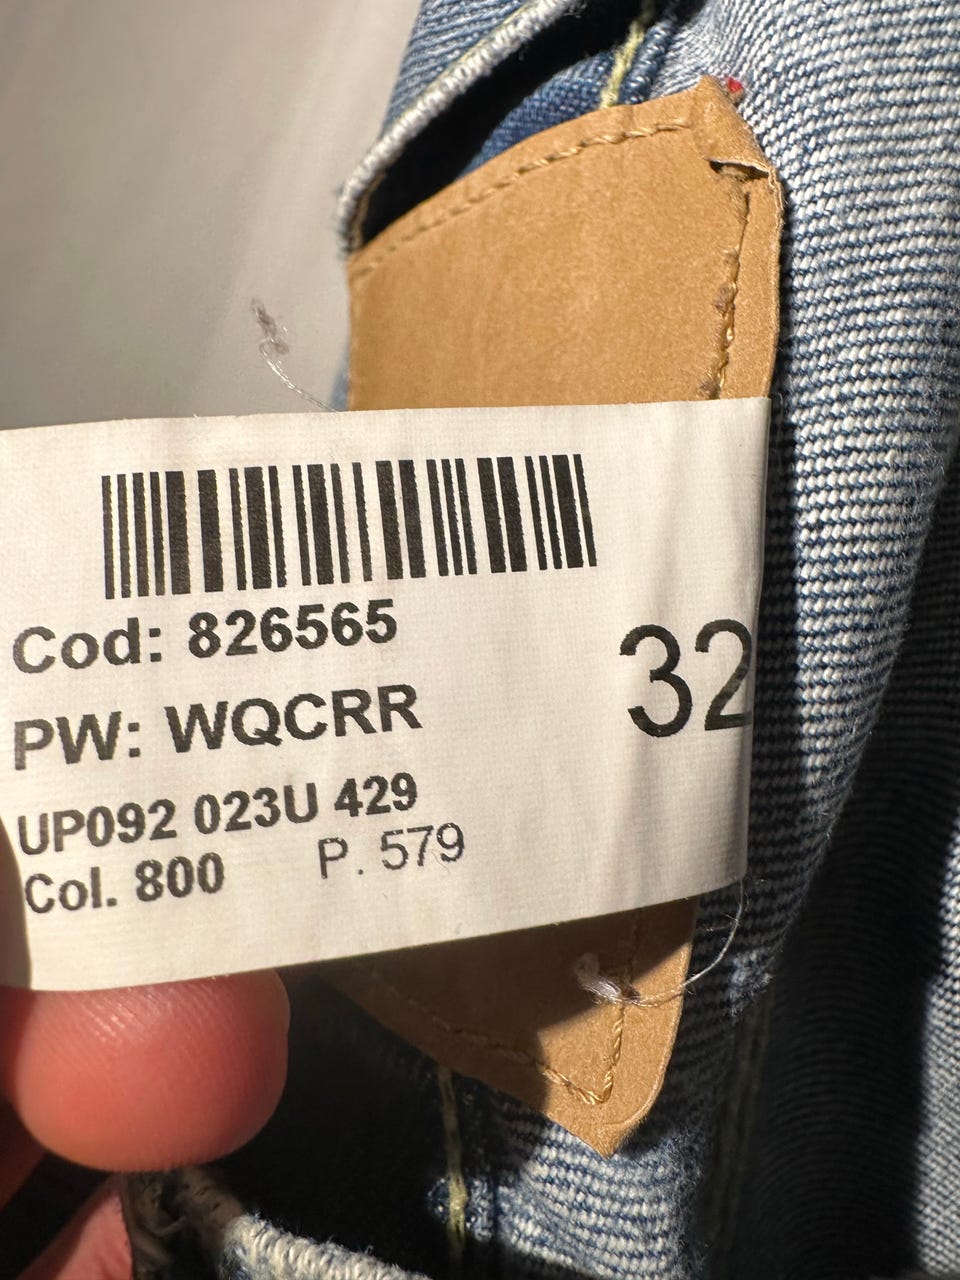 Cod: 826565
32
PW: WQCRR
UP092 023U 429
Col. 800 P. 579